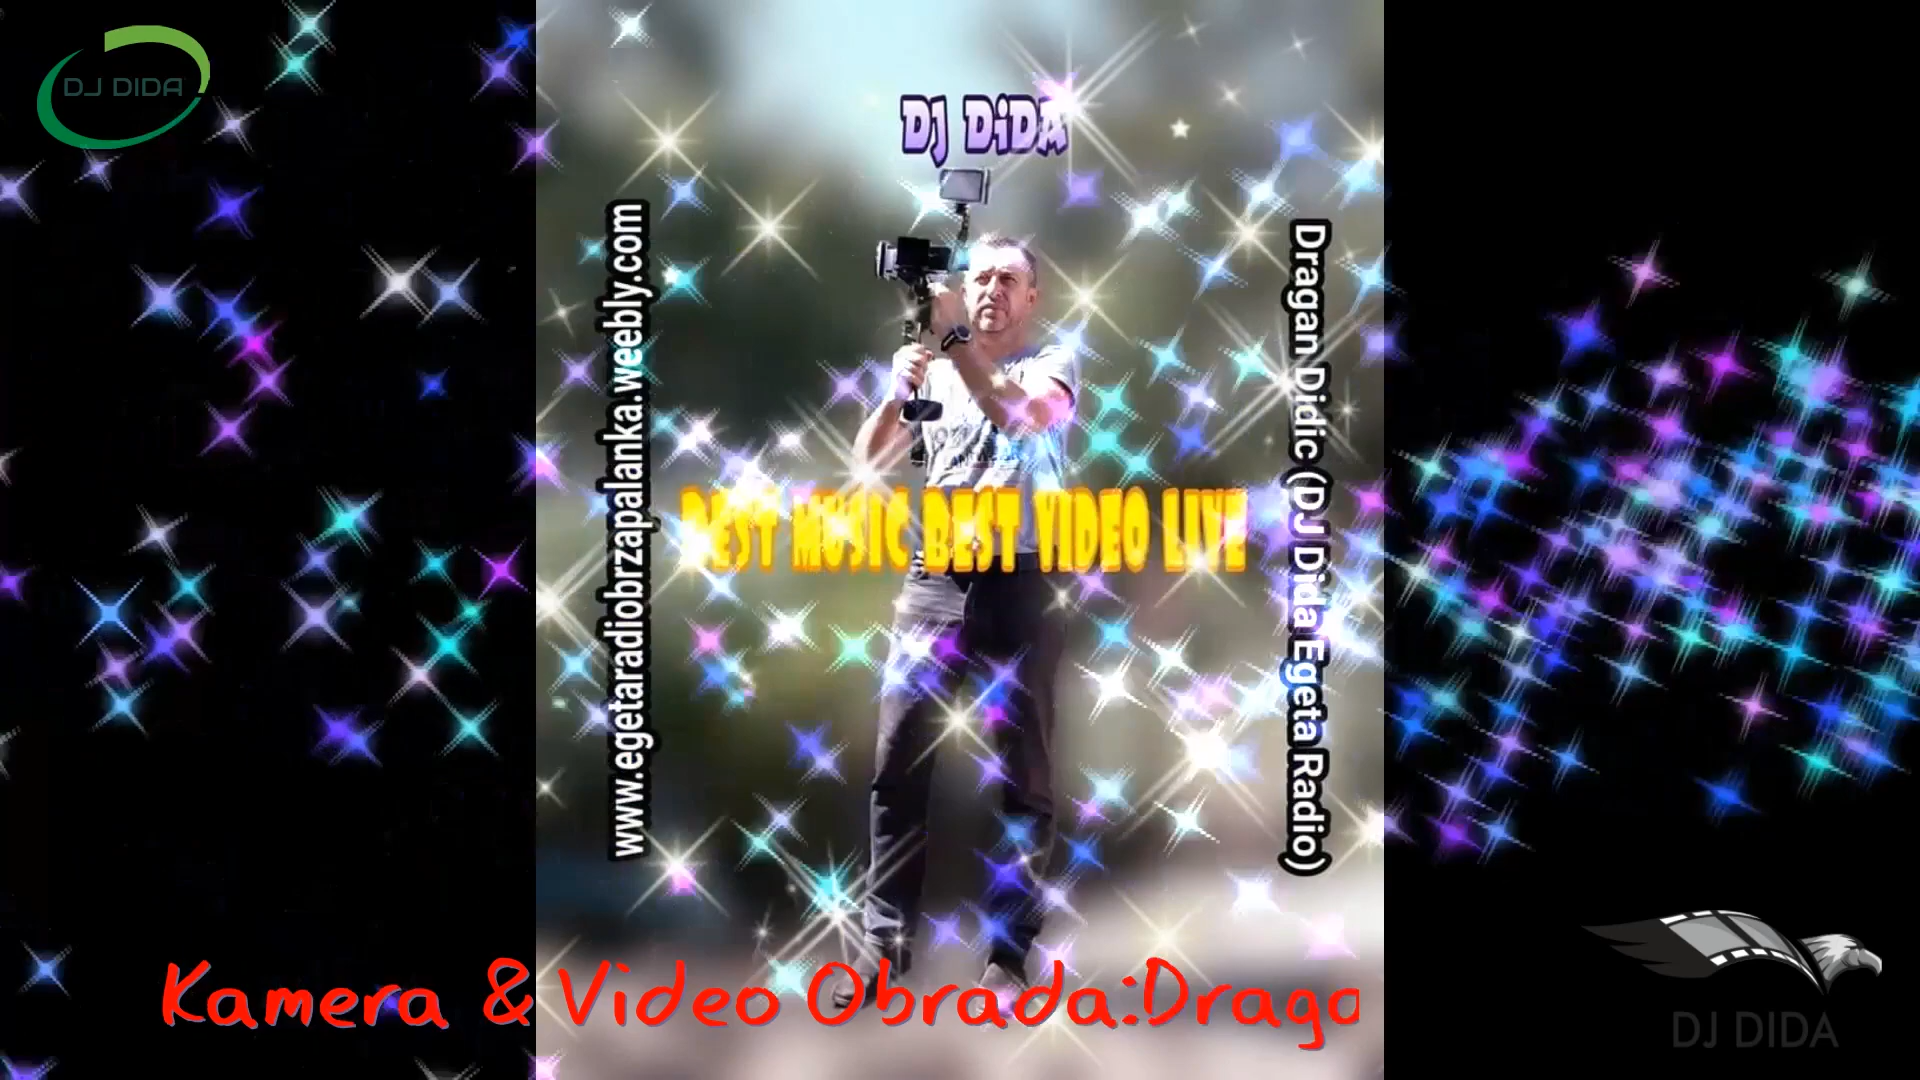 DJ DIDA
DJ DiDA
www.egetaradiobrzapalanka.weebly.com
Dragan Didic (DJ Dida Egeta Radio)
BEST MUSIC BEST VIDEO LIVE
Kamera & Video Obrada:Draga
DJ DIDA